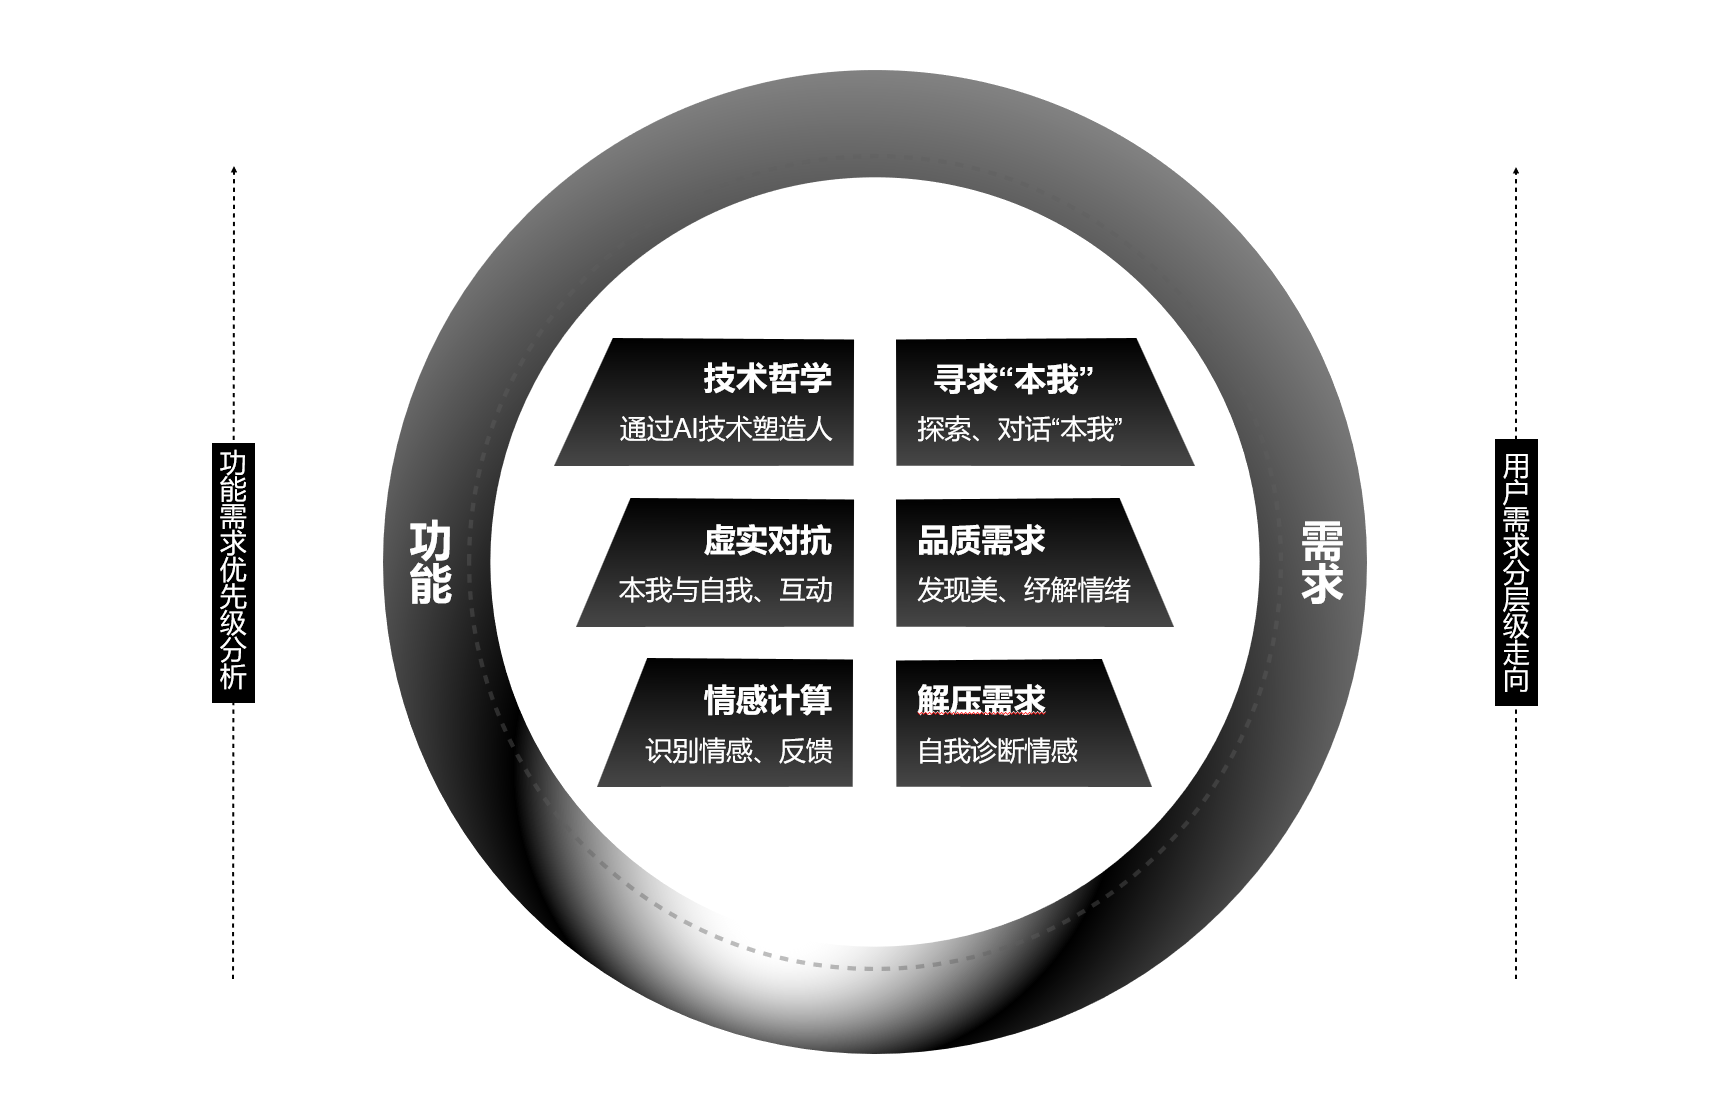 功能需求优先级分析
功能
技术哲学
通过AI技术塑造人
虚实对抗
本我与自我、互动
情感计算
识别情感、反馈
寻求“本我”
探索、对话“本我”
品质需求
发现美、纾解情绪
解压需求
自我诊断情感
需求
用户需求分层级走向